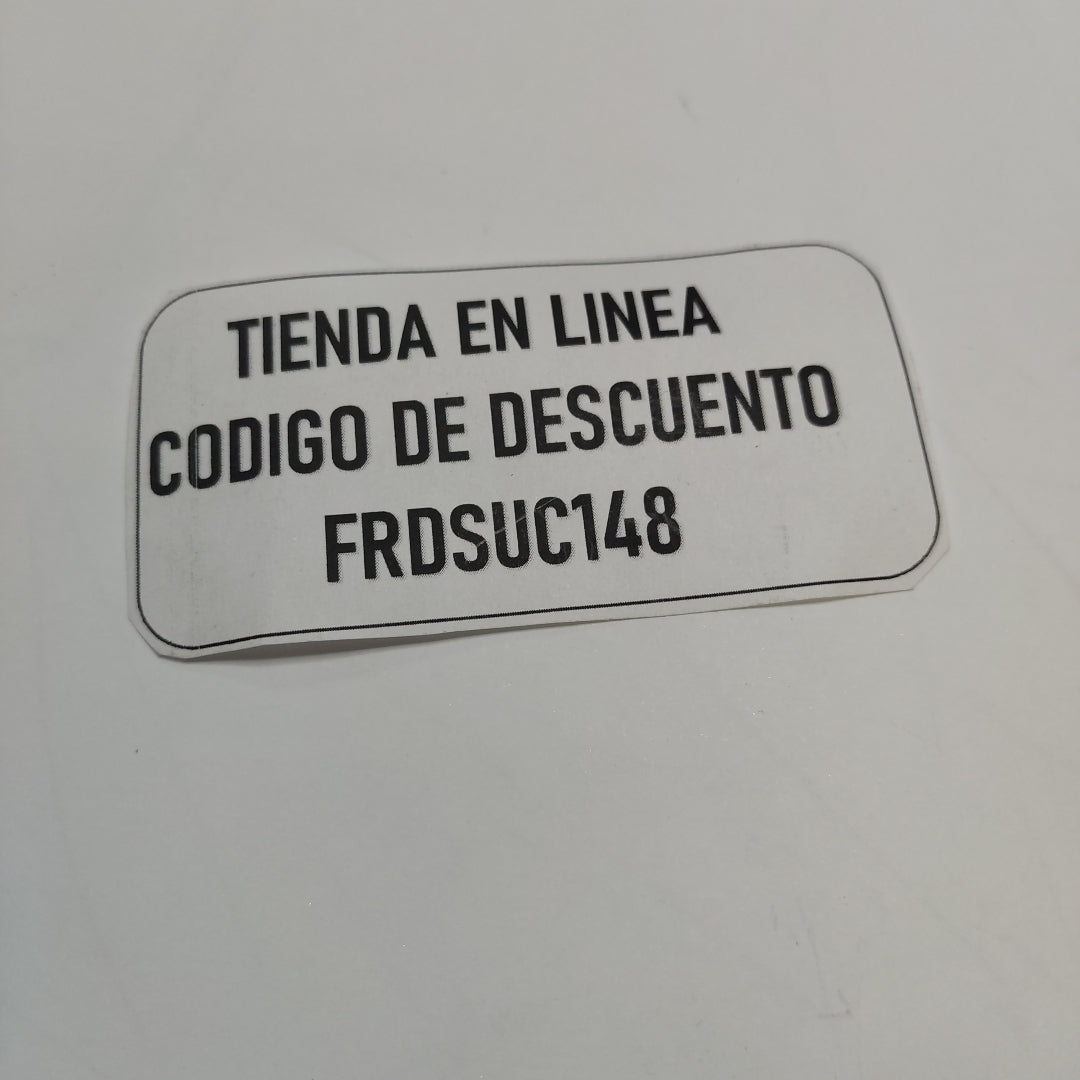 TIENDA EN LINEA
CODIGO DE DESCUENTO
FRDSUC148